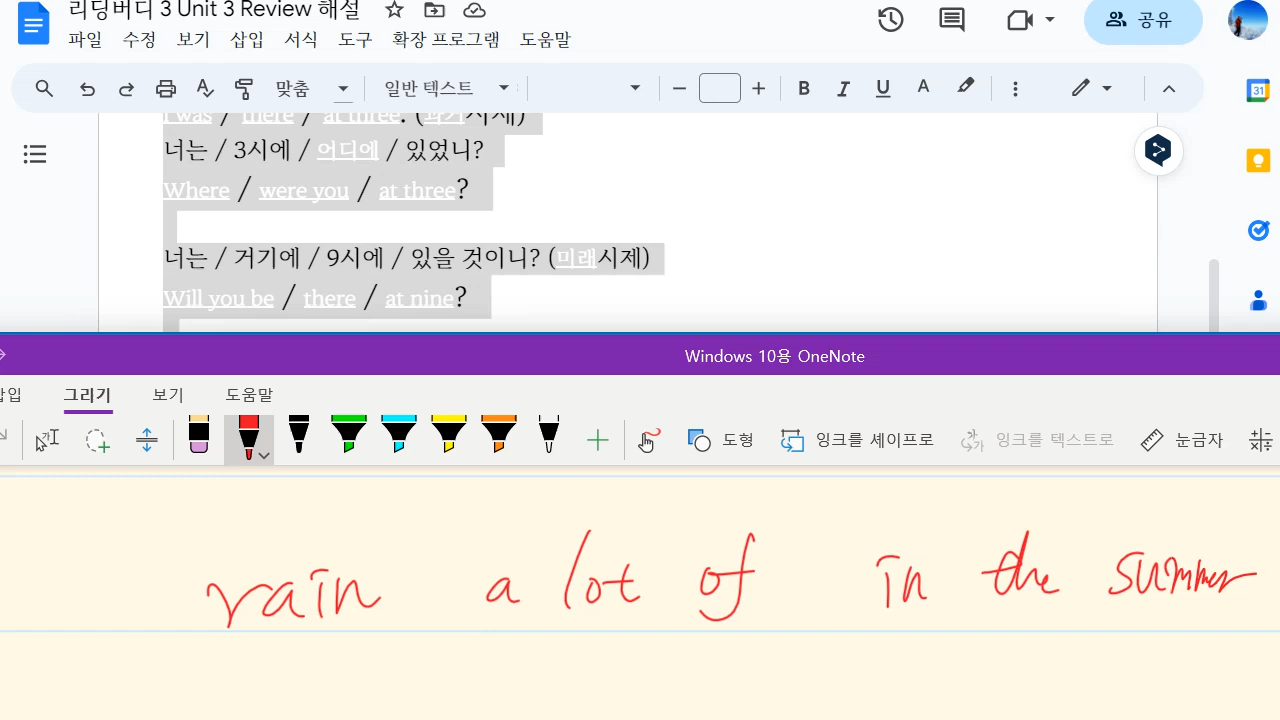 리딩버디 3 Unit 3 Review 해설
파일 수정 보기 삽입 서식 도구 확장 프로그램 도움말
공유
맞춤 일반 텍스트 B I U A
31
I was / there / at three. (과거시제)
너는 / 3시에 / 어디에 / 있었니?
Where / were you / at three?
너는 / 거기에 / 9시에 / 있을 것이니? (미래시제)
Will you be / there / at nine?
Windows 10용 OneNote
삽입 그리기 보기 도움말
도형 잉크를 셰이프로 잉크를 텍스트로 눈금자
rain a lot of in the summer